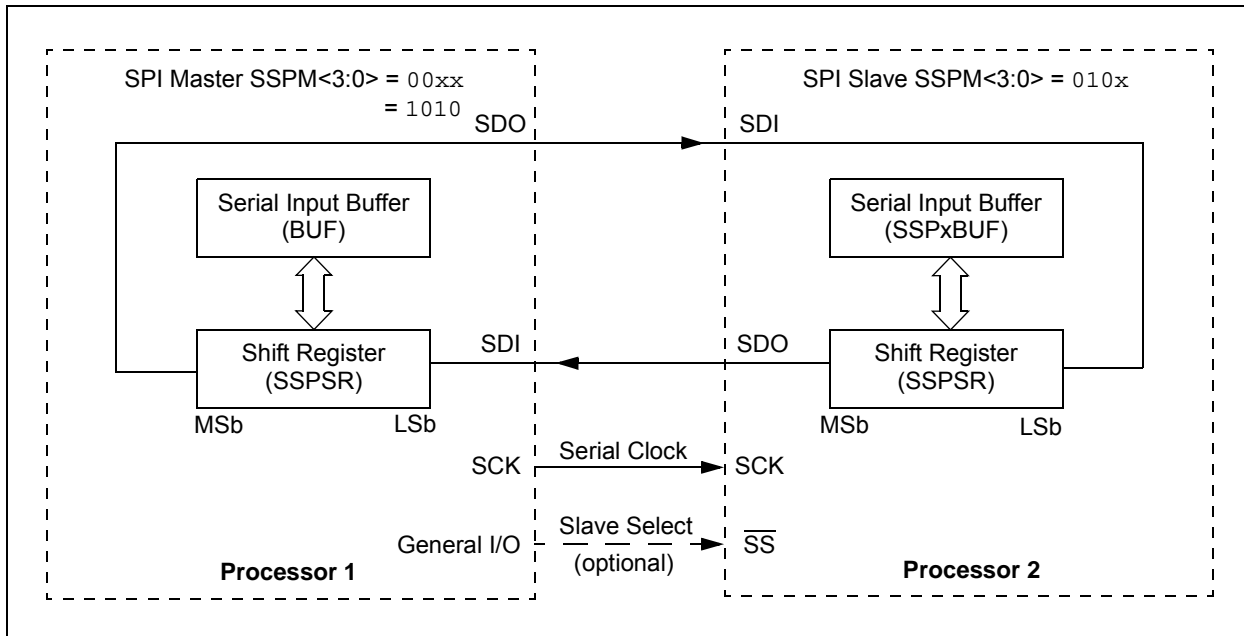 SPI Master SSPM<3:0> = 00xx
= 1010
SPI Slave SSPM<3:0> = 010x
SDO
SDI
Serial Input Buffer
(BUF)
Serial Input Buffer
(SSPxBUF)
SDI
SDO
Shift Register
(SSPSR)
Shift Register
(SSPSR)
MSb
LSb
MSb
LSb
SCK
Serial Clock
SCK
General I/O
Slave Select
(optional)
SS
Processor 1
Processor 2